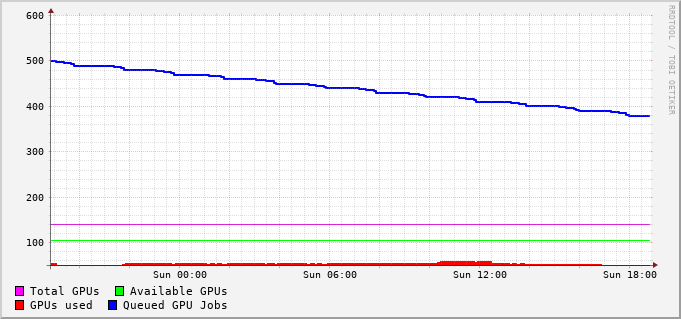 600
500
400
300
200
100
Sun 00:00 Sun 06:00 Sun 12:00 Sun 18:00
Total GPUs Available GPUs
GPUs used Queued GPU Jobs
RRDTOOL / TOBI OETIKER